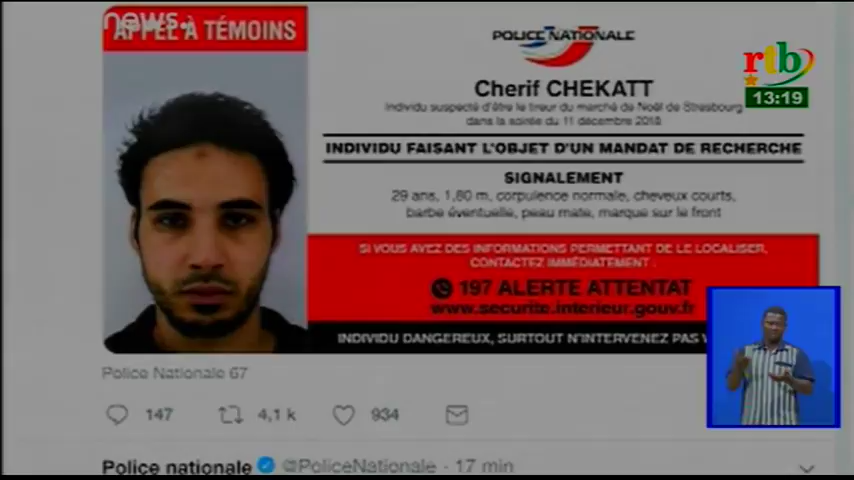 news.
APPEL À TÉMOINS
POLICE NATIONALE
rtb
13:19
Cherif CHEKATT
Individu suspecté d'être le tireur du marché de Noël de Strasbourg
dans la soirée du 11 décembre 2018
INDIVIDU FAISANT L'OBJET D'UN MANDAT DE RECHERCHE
SIGNALEMENT
29 ans, 1,80 m, corpulence normale, cheveux courts,
barbe éventuelle, peau mate, marque sur le front
SI VOUS AVEZ DES INFORMATIONS PERMETTANT DE LE LOCALISER,
CONTACTEZ IMMÉDIATEMENT :
197 ALERTE ATTENTAT
www.securite.interieur.gouv.fr
INDIVIDU DANGEREUX, SURTOUT N'INTERVENEZ PAS V
Police Nationale 67
147 4,1 k 934
Police nationale @PoliceNationale - 17 min